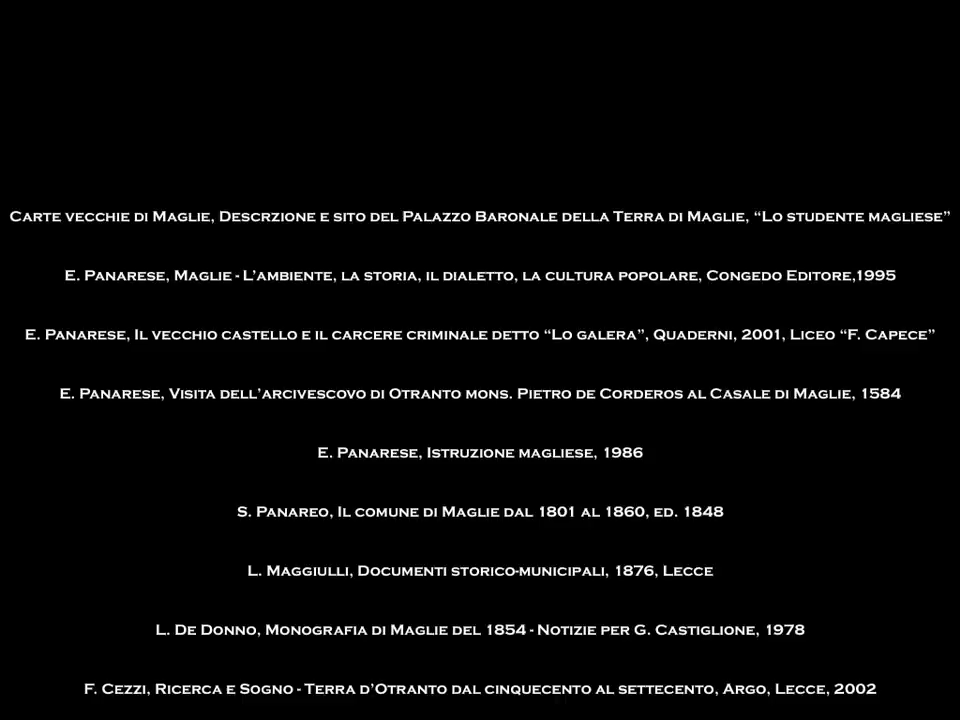 Carte vecchie di Maglie, Descrzione e sito del Palazzo Baronale della Terra di Maglie, “Lo studente magliese”
E. Panarese, Maglie - L’ambiente, la storia, il dialetto, la cultura popolare, Congedo Editore,1995
E. Panarese, Il vecchio castello e il carcere criminale detto “Lo galera”, Quaderni, 2001, Liceo “F. Capece”
E. Panarese, Visita dell’arcivescovo di Otranto mons. Pietro de Corderos al Casale di Maglie, 1584
E. Panarese, Istruzione magliese, 1986
S. Panareo, Il comune di Maglie dal 1801 al 1860, ed. 1848
L. Maggiulli, Documenti storico-municipali, 1876, Lecce
L. De Donno, Monografia di Maglie del 1854 - Notizie per G. Castiglione, 1978
F. Cezzi, Ricerca e Sogno - Terra d’Otranto dal cinquecento al settecento, Argo, Lecce, 2002